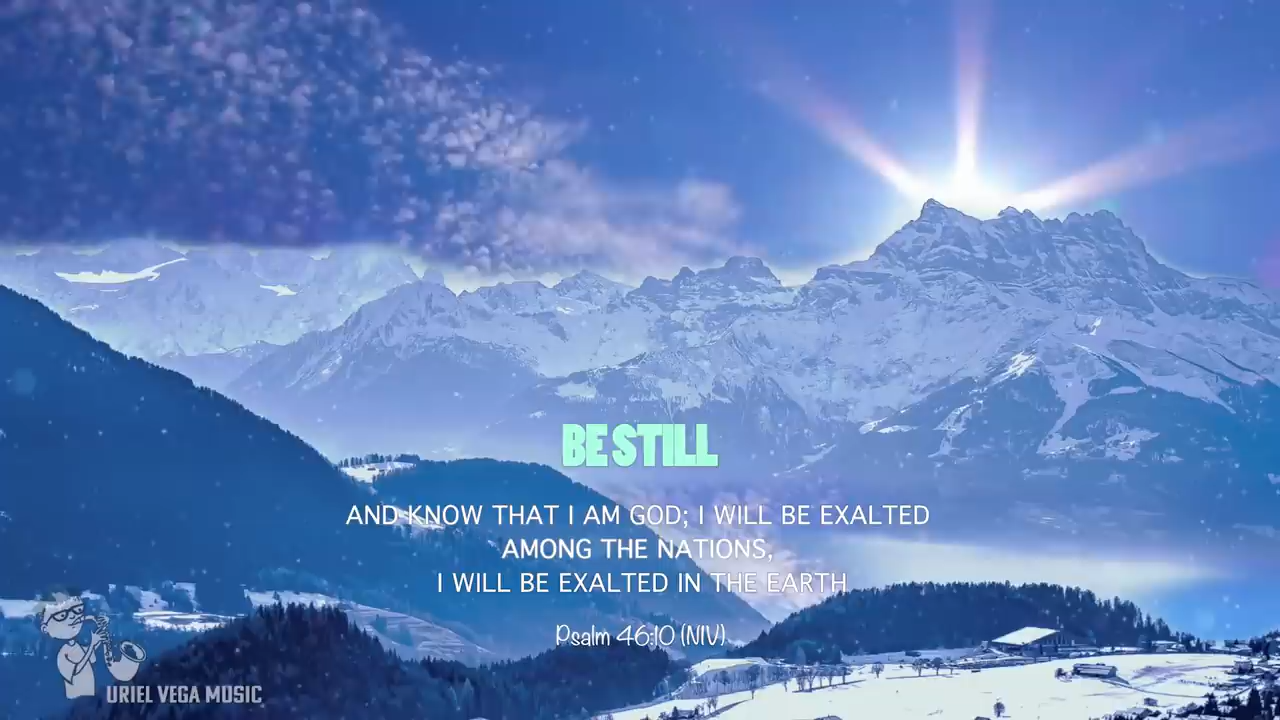 BE STILL
AND KNOW THAT I AM GOD; I WILL BE EXALTED
AMONG THE NATIONS,
I WILL BE EXALTED IN THE EARTH.
Psalm 46:10 (NIV)
URIEL VEGA MUSIC